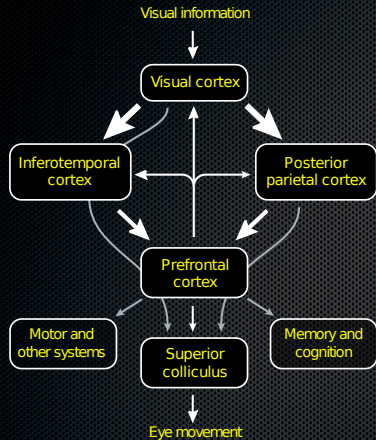 Visual information
Visual cortex
Inferotemporal
cortex
Posterior
parietal cortex
Prefrontal
cortex
Motor and
other systems
Superior
colliculus
Memory and
cognition
Eye movement